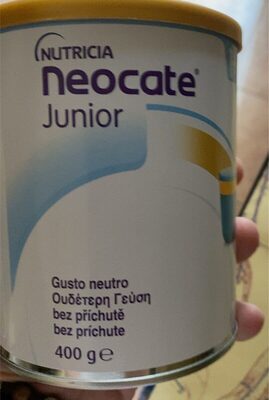 NUTRICIA
neocate®
Junior
Gusto neutro
Ουδέτερη Γεύση
bez příchutě
bez príchute
400 g ℮